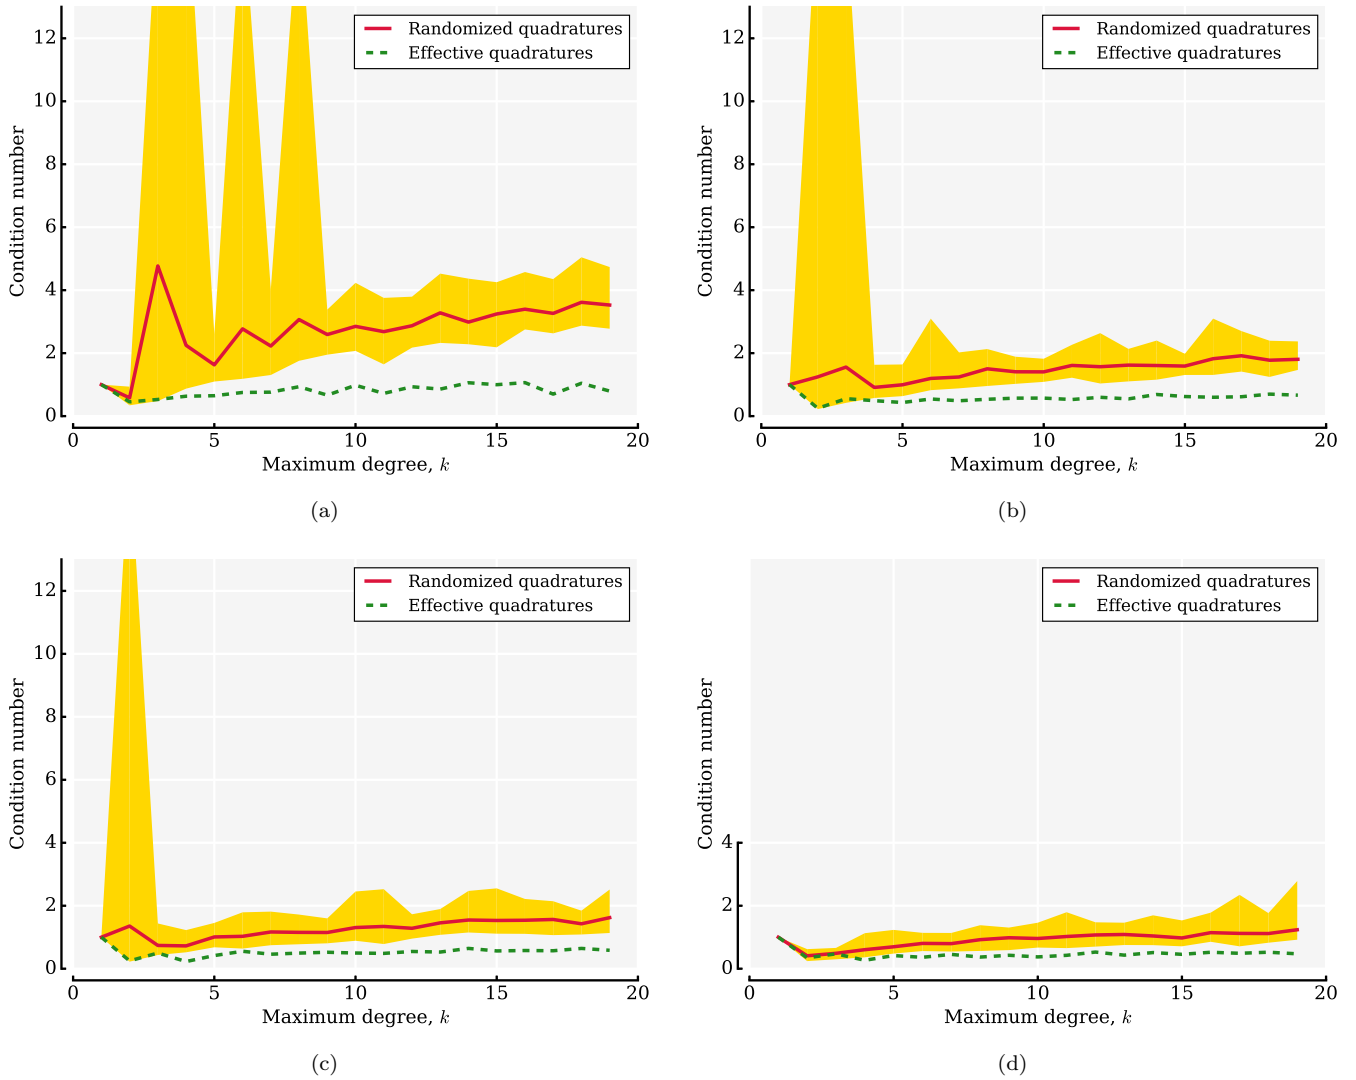 Randomized quadratures
Effective quadratures
Condition number
12
10
8
6
4
2
0
0 5 10 15 20
Maximum degree, k
(a)
Randomized quadratures
Effective quadratures
Condition number
12
10
8
6
4
2
0
0 5 10 15 20
Maximum degree, k
(b)
Randomized quadratures
Effective quadratures
Condition number
12
10
8
6
4
2
0
0 5 10 15 20
Maximum degree, k
(c)
Randomized quadratures
Effective quadratures
Condition number
4
2
0
0 5 10 15 20
Maximum degree, k
(d)